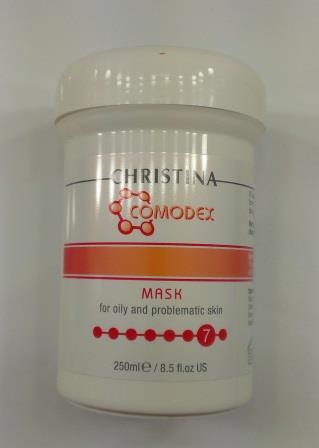 CHRISTINA
COMODEX
MASK
for oily and problematic skin
7
250ml℮ / 8.5 fl.oz US